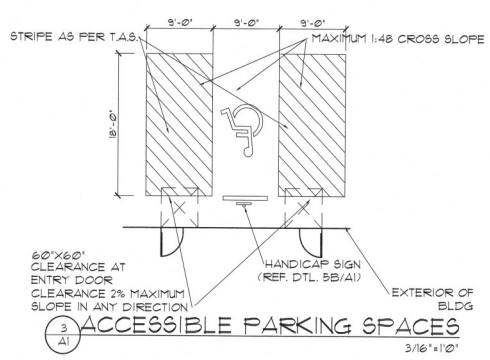 9'-0" 9'-0" 9'-0"
STRIPE AS PER T.A.S.
MAXIMUM 1:48 CROSS SLOPE
18'-0"
60"X60"
CLEARANCE AT
ENTRY DOOR
CLEARANCE 2% MAXIMUM
SLOPE IN ANY DIRECTION
HANDICAP SIGN
(REF. DTL. 5B/A1)
EXTERIOR OF
BLDG
3
A1
ACCESSIBLE PARKING SPACES
3/16"=1'0"